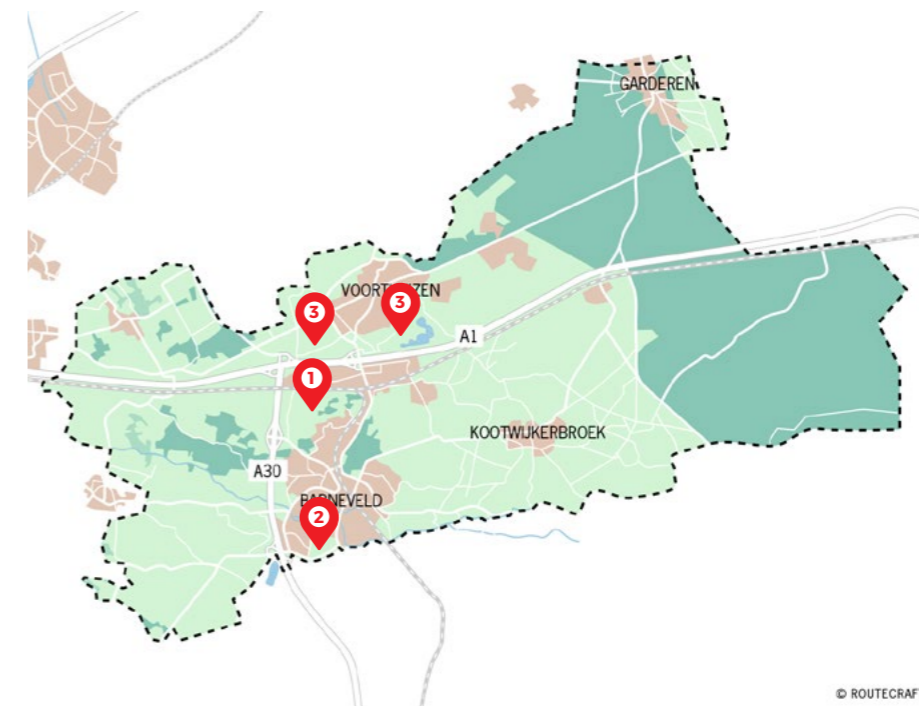 GARDEREN
3
3
A1
1
KOOTWIJKERBROEK
A30
BARNEVELD
2
© ROUTECRAF